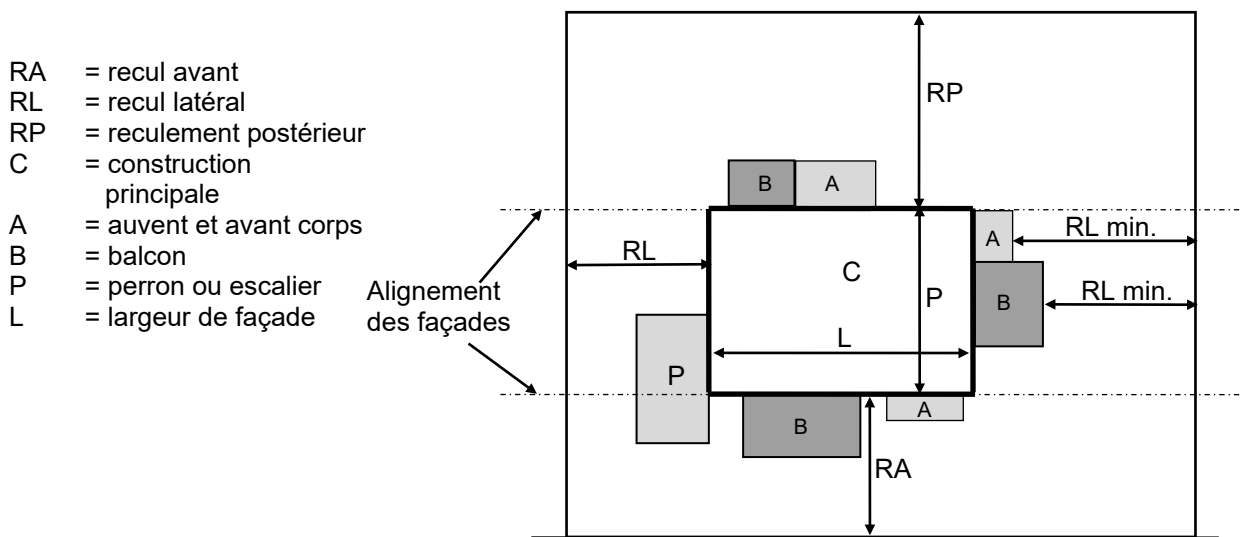 RA = recul avant
RL = recul latéral
RP = reculement postérieur
C = construction
principale
A = auvent et avant corps
B = balcon
P = perron ou escalier
L = largeur de façade
Alignement
des façades
RP
B
A
A
RL min.
RL
C
P
B
RL min.
L
P
B
A
RA